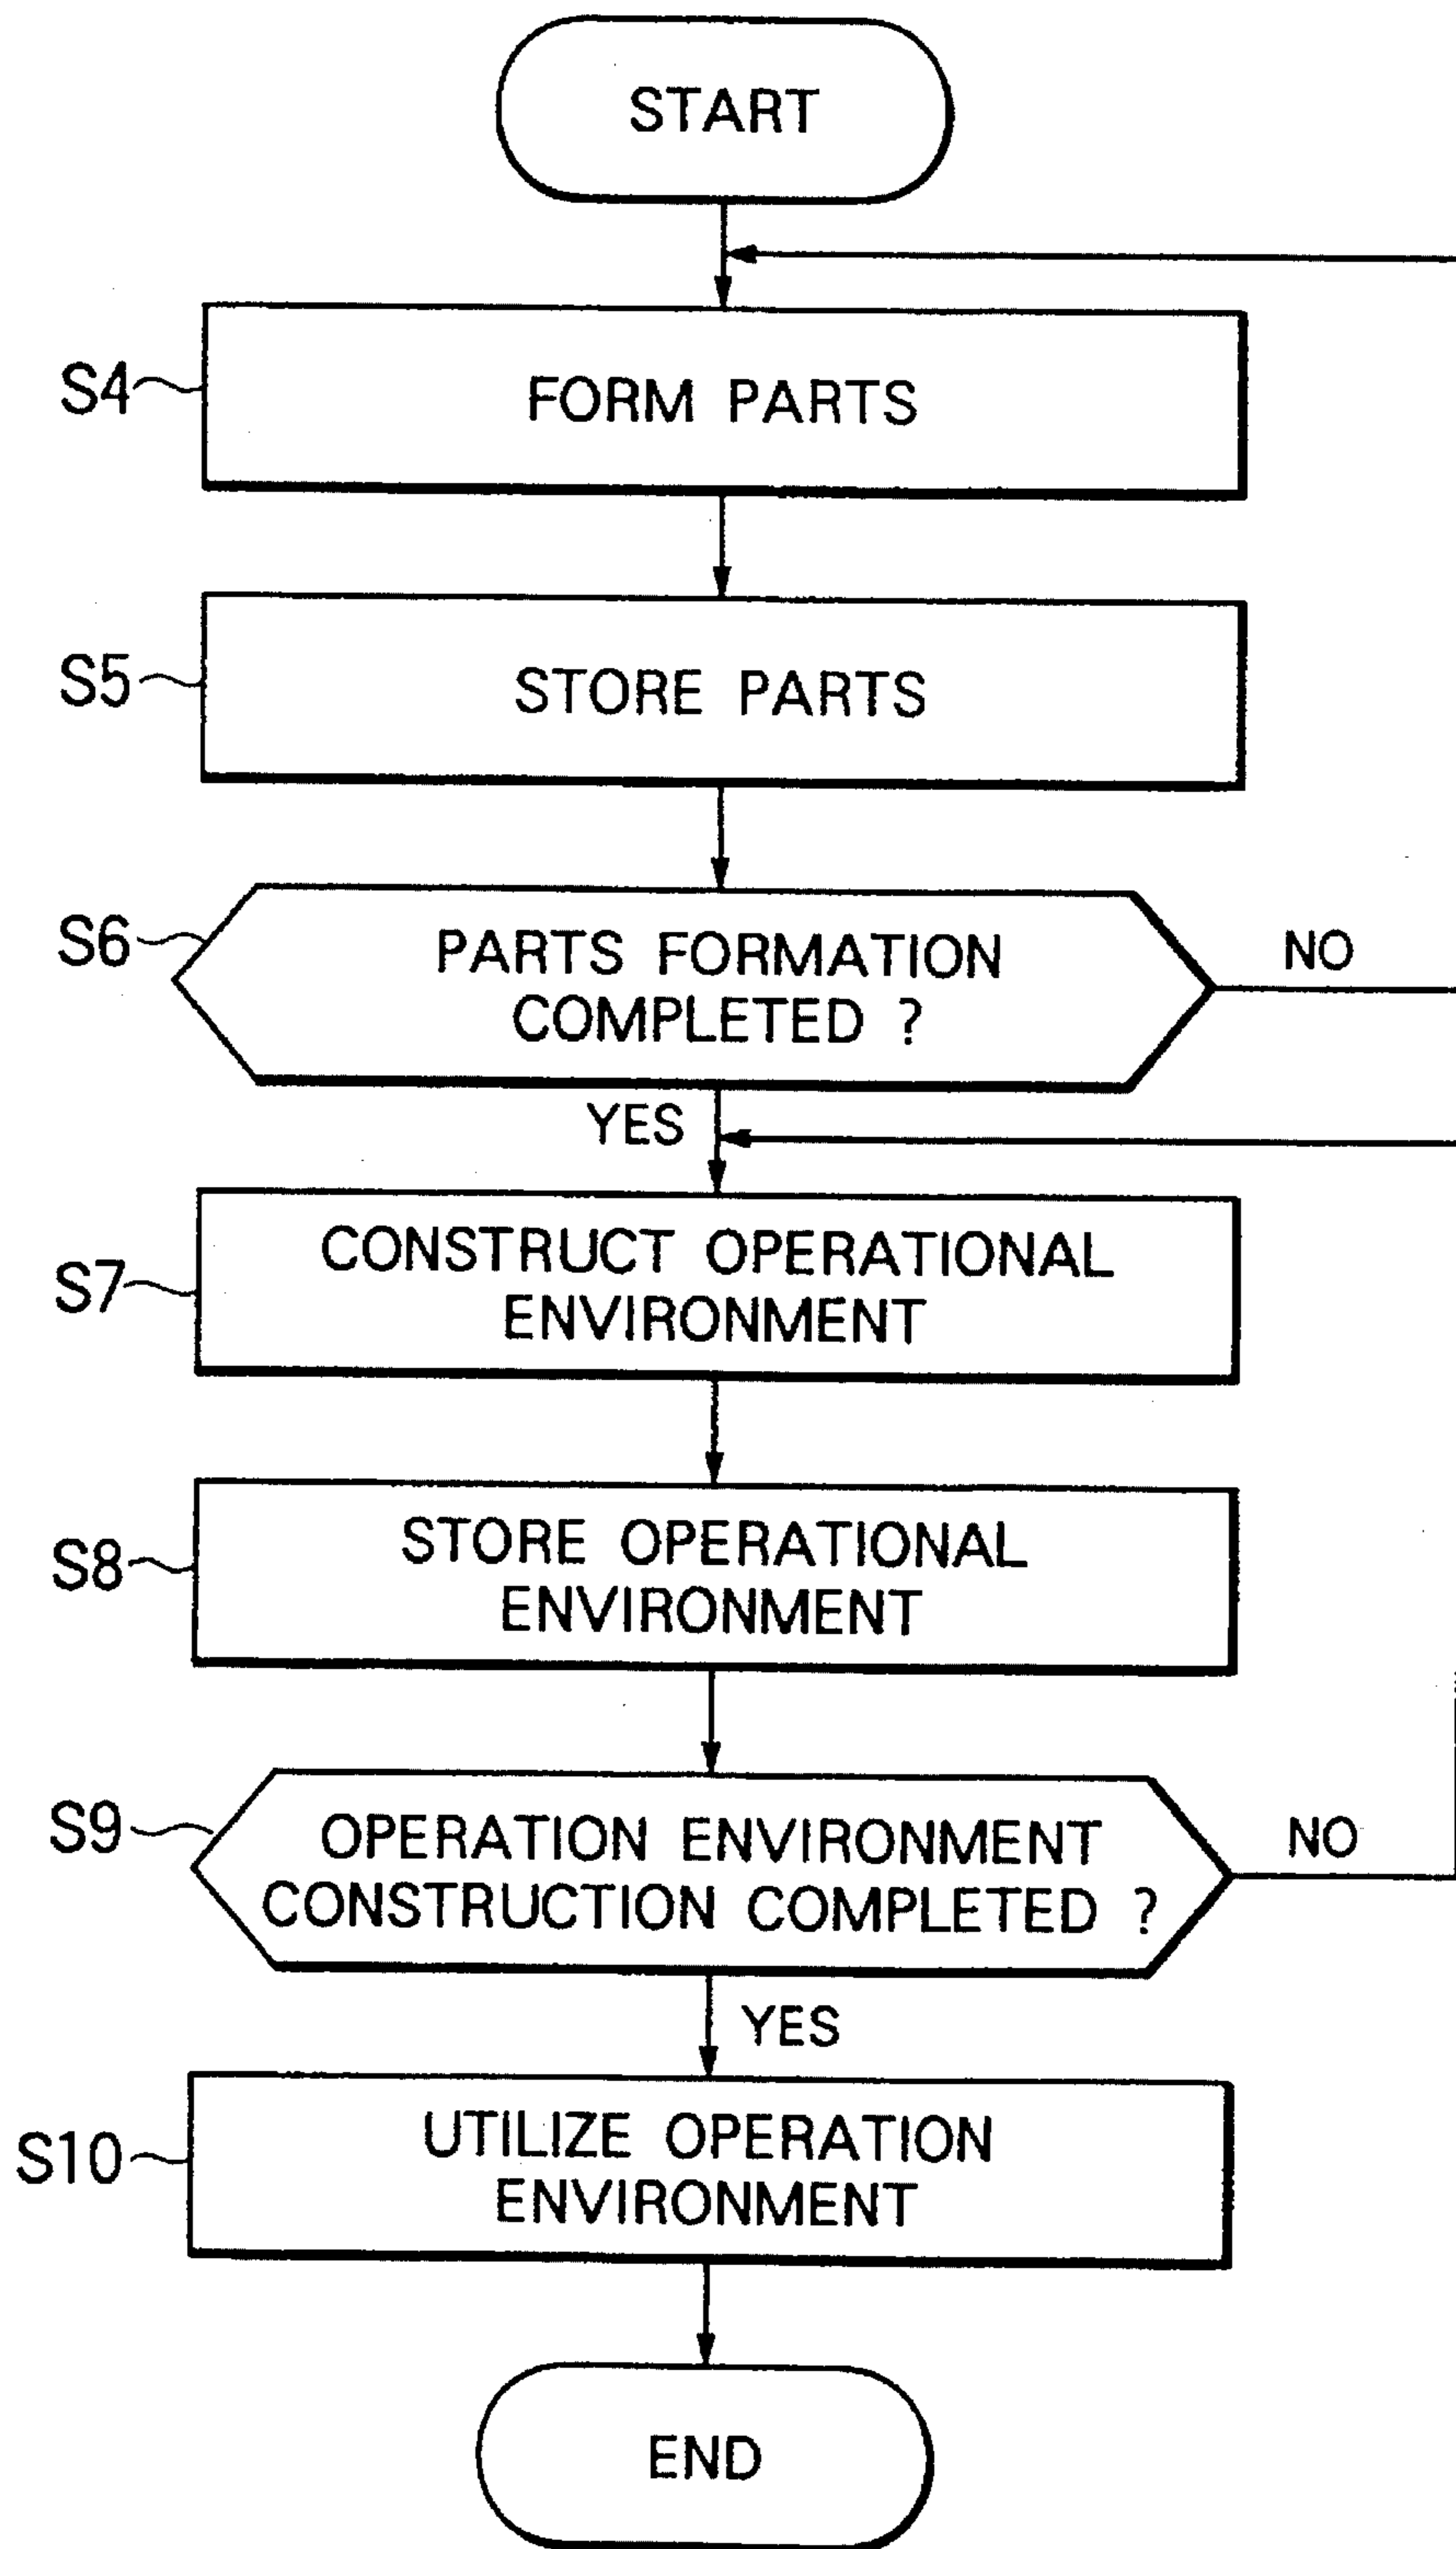 START
S4
FORM PARTS
S5
STORE PARTS
S6
PARTS FORMATION
COMPLETED ?
NO
YES
S7
CONSTRUCT OPERATIONAL
ENVIRONMENT
S8
STORE OPERATIONAL
ENVIRONMENT
S9
OPERATION ENVIRONMENT
CONSTRUCTION COMPLETED ?
NO
YES
S10
UTILIZE OPERATION
ENVIRONMENT
END